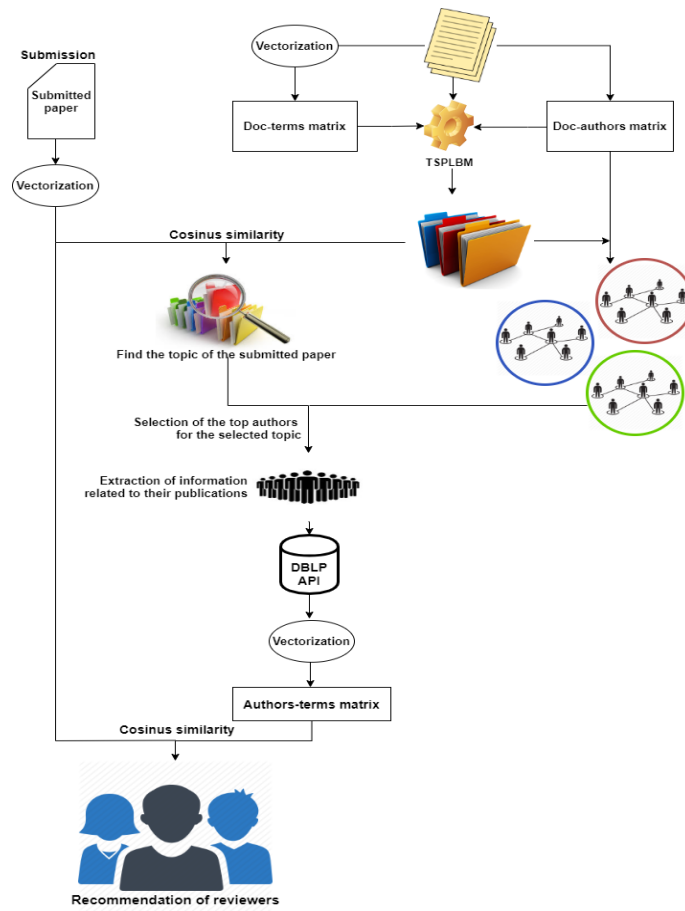 Submission
Submitted
paper
Vectorization
Vectorization
Doc-terms matrix
Doc-authors matrix
TSPLBM
Cosinus similarity
Find the topic of the submitted paper
Selection of the top authors
for the selected topic
Extraction of information
related to their publications
DBLP
API
Vectorization
Authors-terms matrix
Cosinus similarity
Recommendation of reviewers